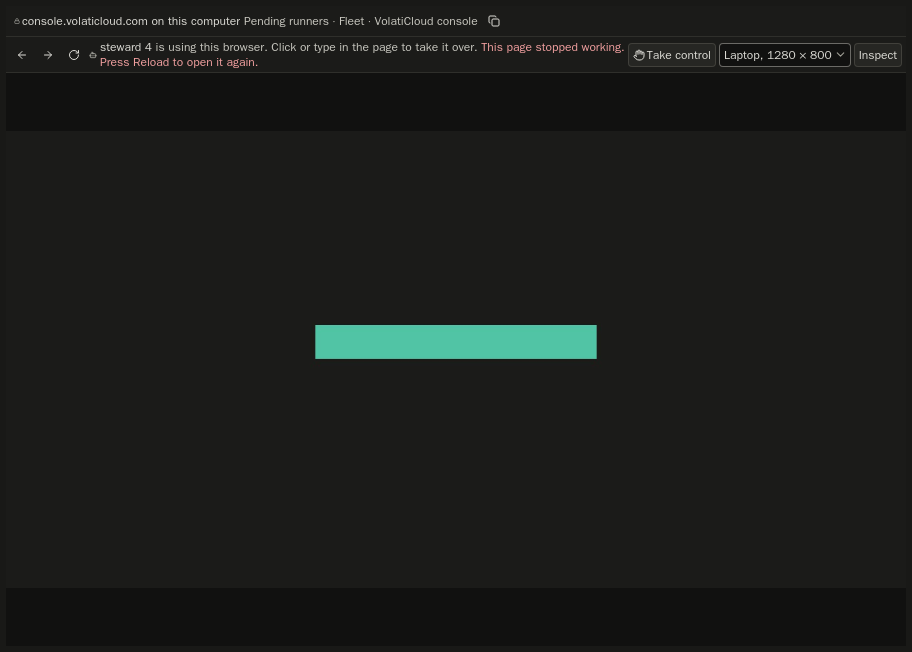 console.volaticloud.com on this computer Pending runners · Fleet · VolatiCloud console
steward 4 is using this browser. Click or type in the page to take it over. This page stopped working.
Press Reload to open it again.
Take control
Laptop, 1280 × 800
Inspect